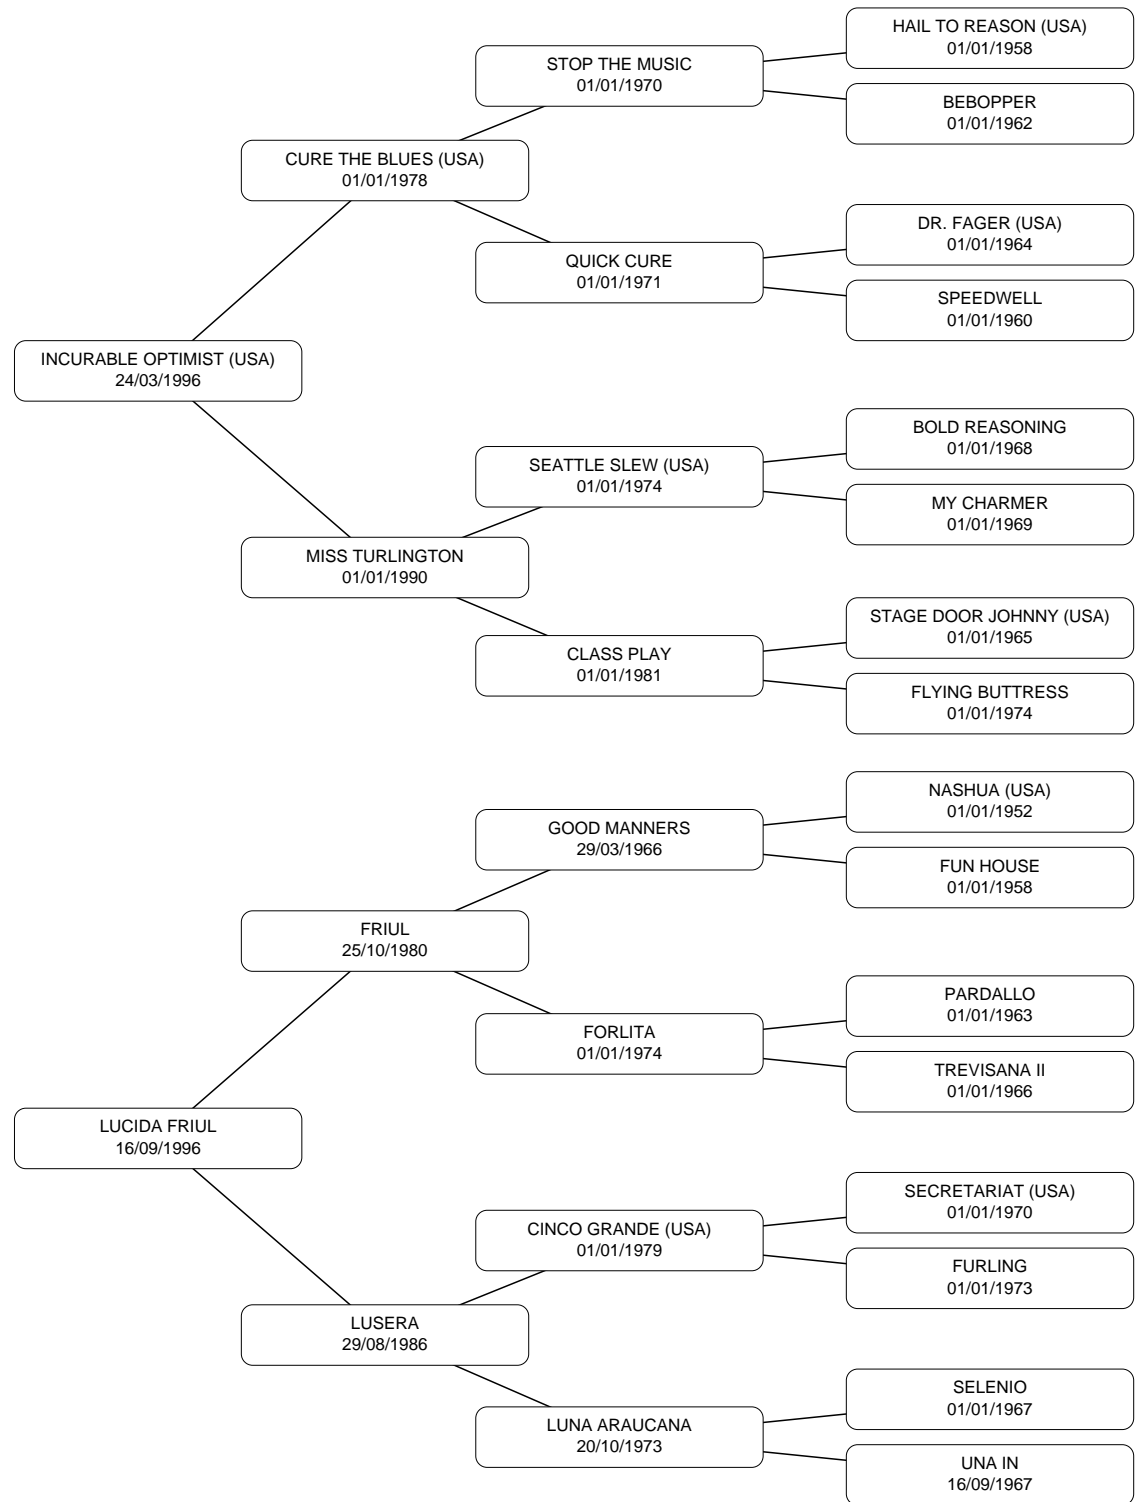 HAIL TO REASON (USA)
01/01/1958
STOP THE MUSIC
01/01/1970
BEBOPPER
01/01/1962
CURE THE BLUES (USA)
01/01/1978
DR. FAGER (USA)
01/01/1964
QUICK CURE
01/01/1971
SPEEDWELL
01/01/1960
INCURABLE OPTIMIST (USA)
24/03/1996
BOLD REASONING
01/01/1968
SEATTLE SLEW (USA)
01/01/1974
MY CHARMER
01/01/1969
MISS TURLINGTON
01/01/1990
STAGE DOOR JOHNNY (USA)
01/01/1965
CLASS PLAY
01/01/1981
FLYING BUTTRESS
01/01/1974
NASHUA (USA)
01/01/1952
GOOD MANNERS
29/03/1966
FUN HOUSE
01/01/1958
FRIUL
25/10/1980
PARDALLO
01/01/1963
FORLITA
01/01/1974
TREVISANA II
01/01/1966
LUCIDA FRIUL
16/09/1996
SECRETARIAT (USA)
01/01/1970
CINCO GRANDE (USA)
01/01/1979
FURLING
01/01/1973
LUSERA
29/08/1986
SELENIO
01/01/1967
LUNA ARAUCANA
20/10/1973
UNA IN
16/09/1967